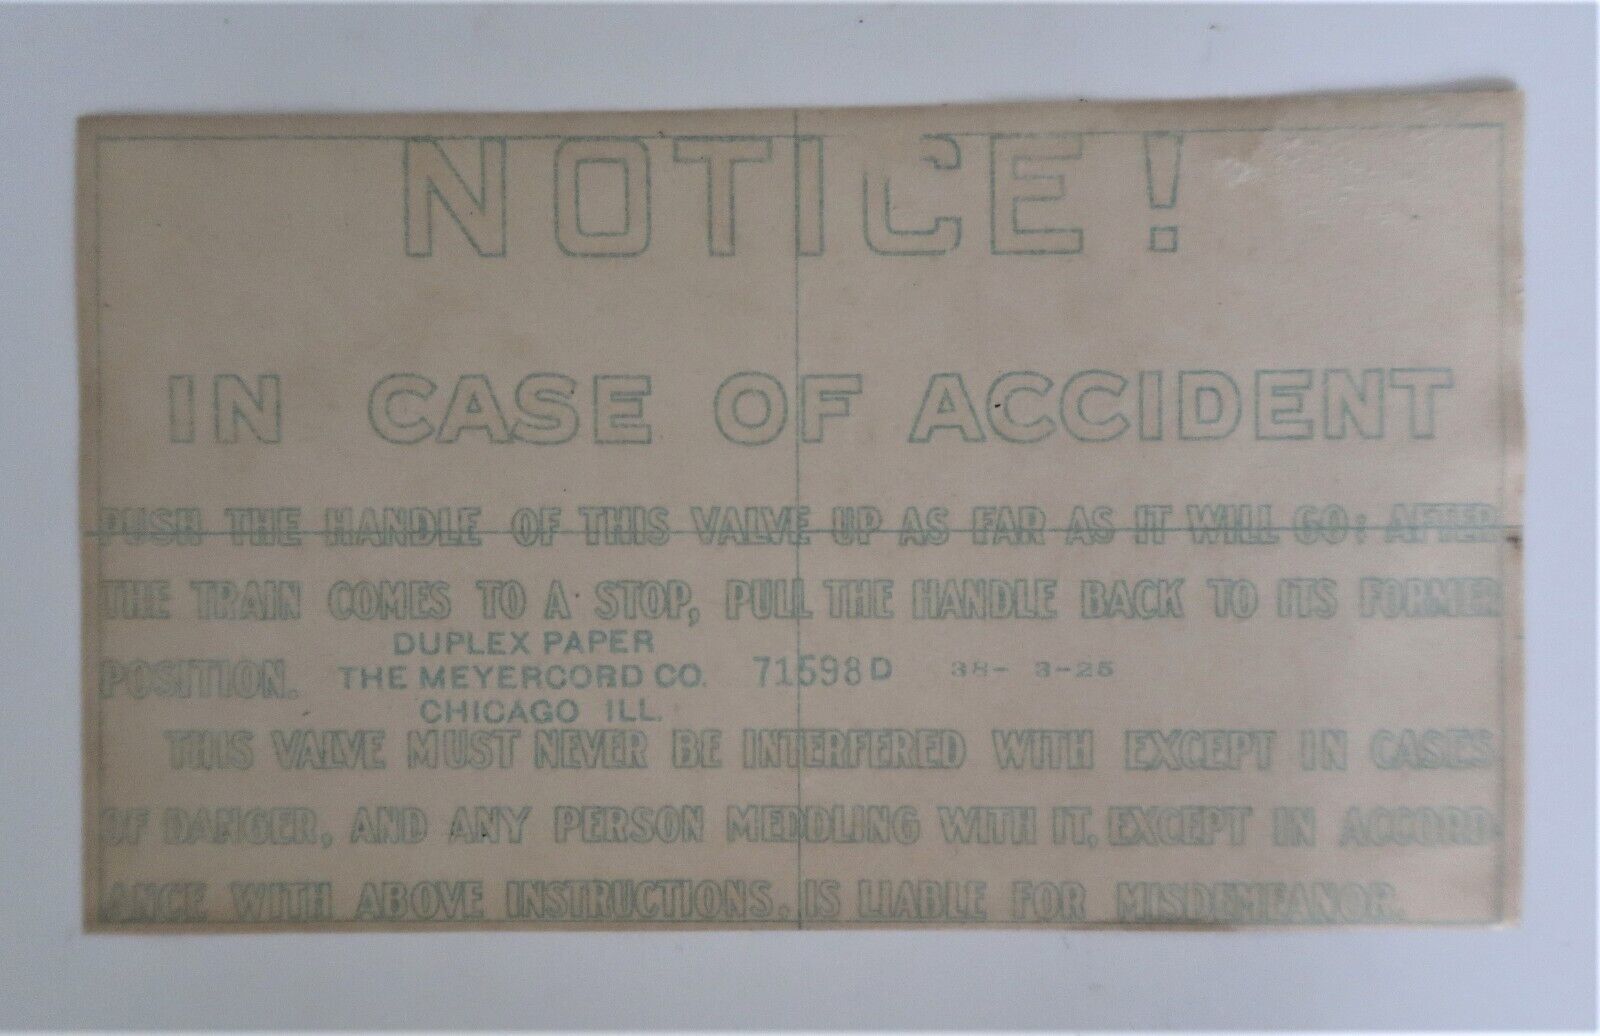 NOTICE!
IN CASE OF ACCIDENT
PUSH THE HANDLE OF THIS VALVE UP AS FAR AS IT WILL GO: AFTER
THE TRAIN COMES TO A STOP, PULL THE HANDLE BACK TO ITS FORMER
DUPLEX PAPER
POSITION. THE MEYERCORD CO. 71598D 38- 3-25
CHICAGO ILL.
THIS VALVE MUST NEVER BE INTERFERED WITH EXCEPT IN CASES
OF DANGER, AND ANY PERSON MEDDLING WITH IT, EXCEPT IN ACCORD-
ANCE WITH ABOVE INSTRUCTIONS, IS LIABLE FOR MISDEMEANOR.